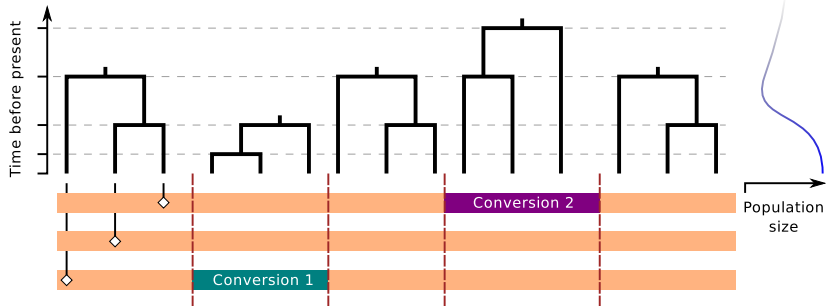 Time before present
Conversion 2
Conversion 1
Population
size